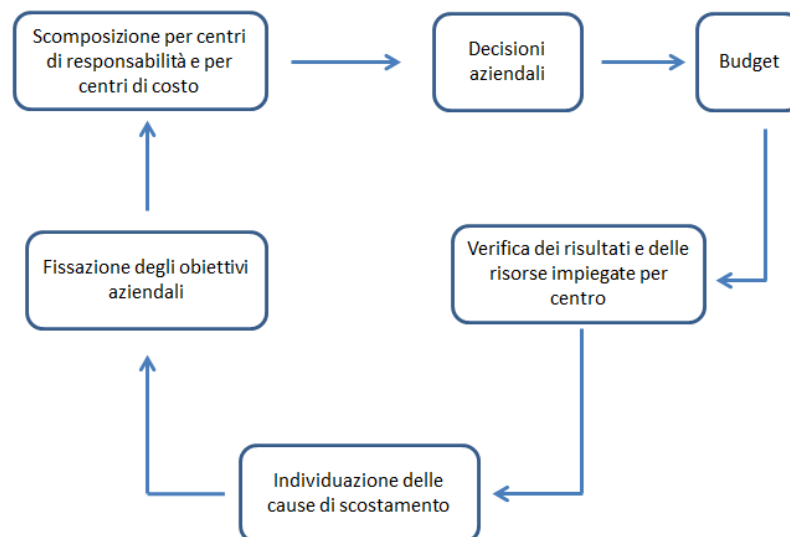 Scomposizione per centri
di responsabilità e per
centri di costo
Decisioni
aziendali
Budget
Fissazione degli obiettivi
aziendali
Verifica dei risultati e delle
risorse impiegate per
centro
Individuazione delle
cause di scostamento